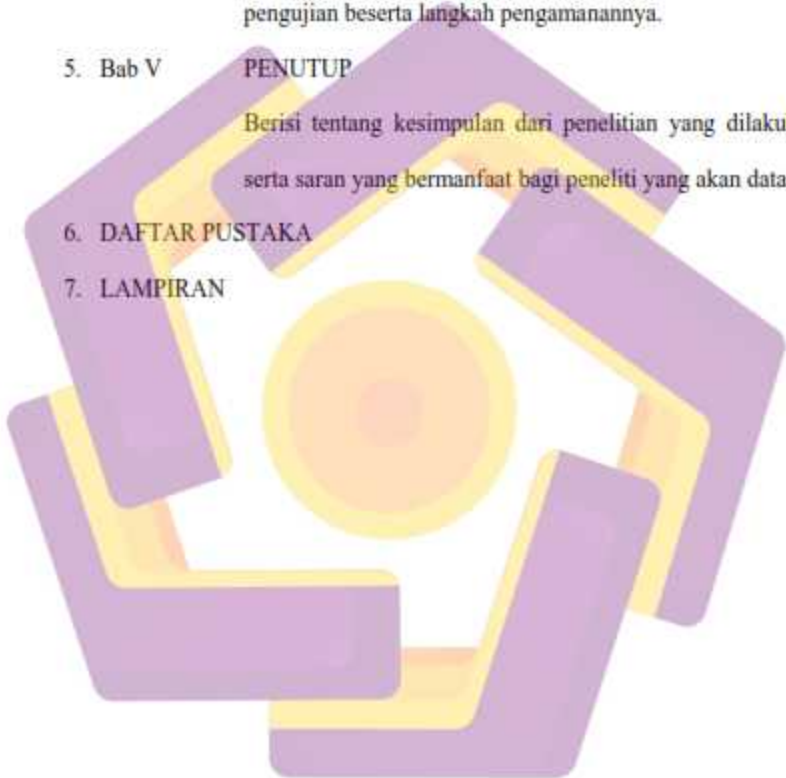 pengujian beserta langkah pengamanannya.
5. Bab V PENUTUP
Berisi tentang kesimpulan dari penelitian yang dilaku
serta saran yang bermanfaat bagi peneliti yang akan data
6. DAFTAR PUSTAKA
7. LAMPIRAN